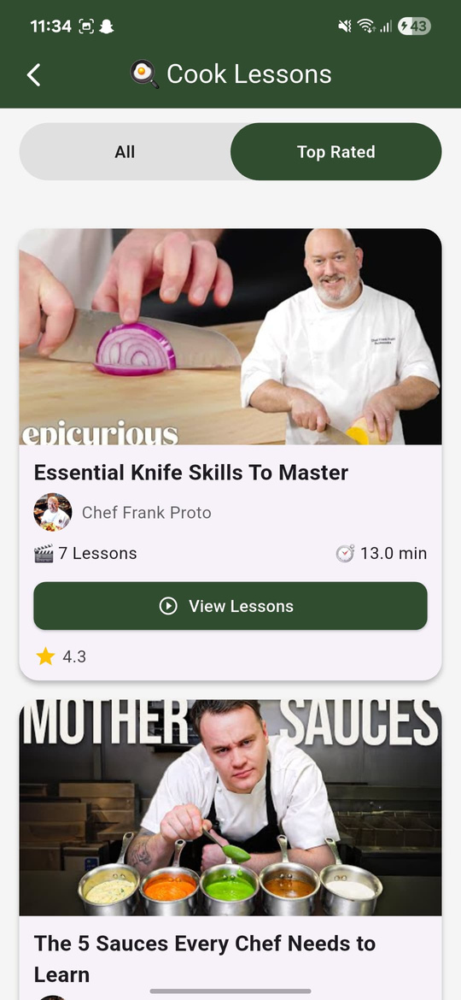 11:34
43
Cook Lessons
All
Top Rated
epicurious
Essential Knife Skills To Master
Chef Frank Proto
7 Lessons
13.0 min
View Lessons
4.3
MOTHER SAUCES
The 5 Sauces Every Chef Needs to
Learn